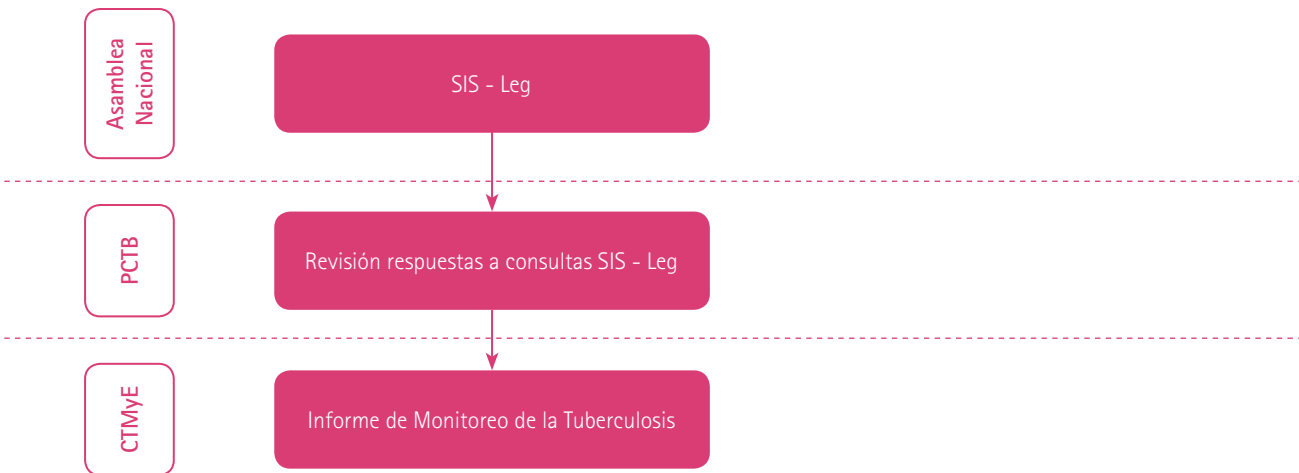 Asamblea
Nacional
SIS - Leg
PCTB
Revisión respuestas a consultas SIS - Leg
CTMyE
Informe de Monitoreo de la Tuberculosis